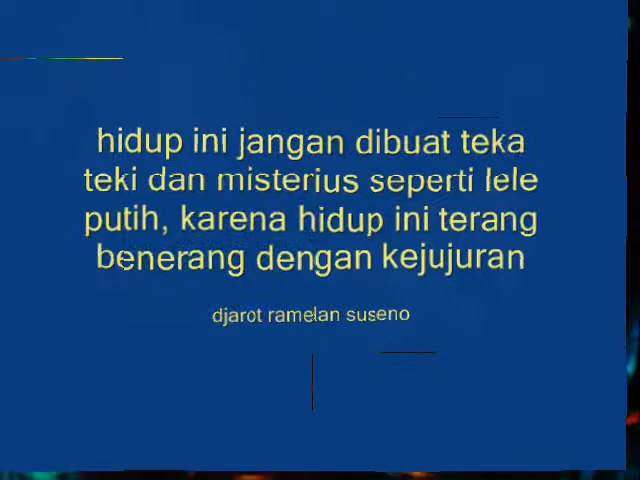 hidup ini jangan dibuat teka
teki dan misterius seperti lele
putih, karena hidup ini terang
benerang dengan kejujuran
djarot ramelan suseno